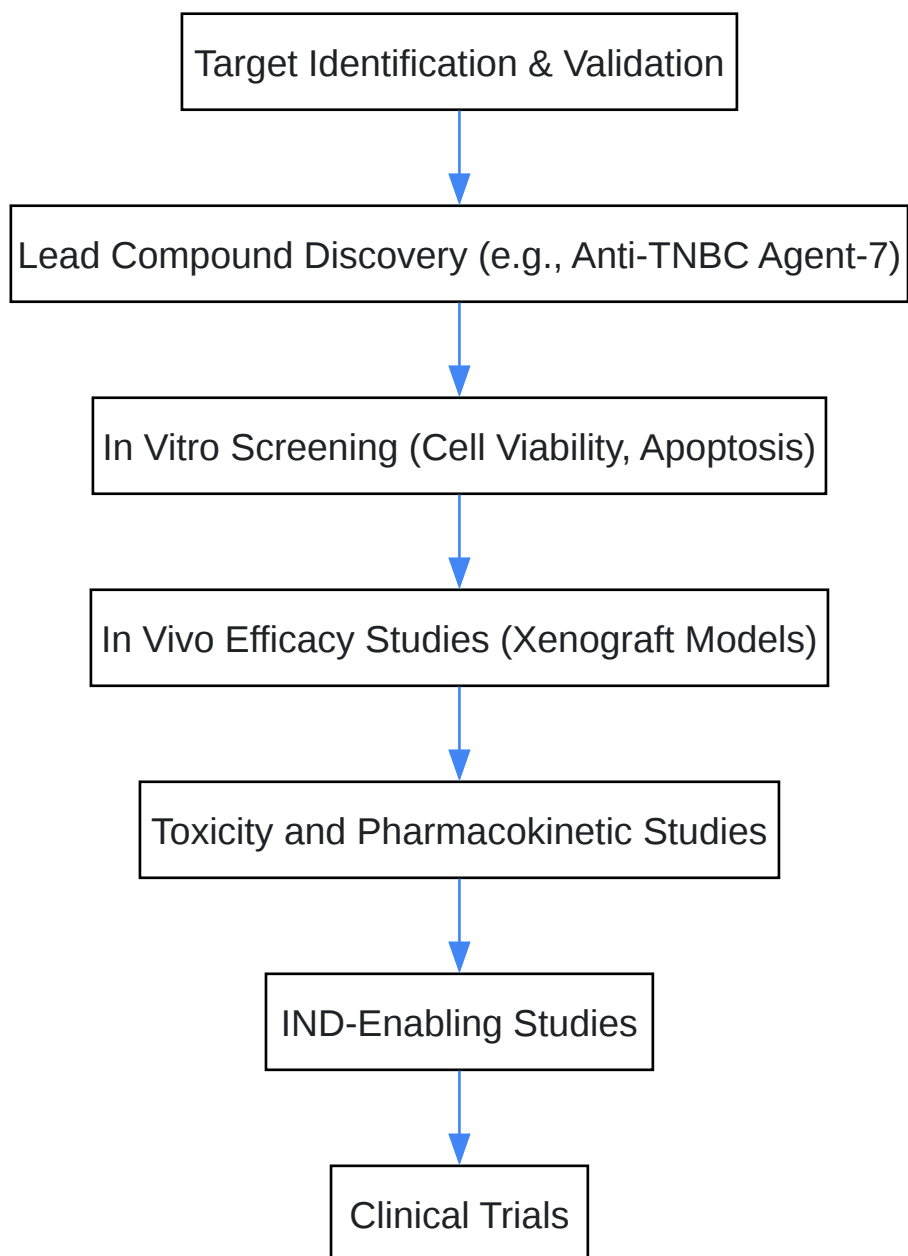 Target Identification & Validation
Lead Compound Discovery (e.g., Anti-TNBC Agent-7)
In Vitro Screening (Cell Viability, Apoptosis)
In Vivo Efficacy Studies (Xenograft Models)
Toxicity and Pharmacokinetic Studies
IND-Enabling Studies
Clinical Trials